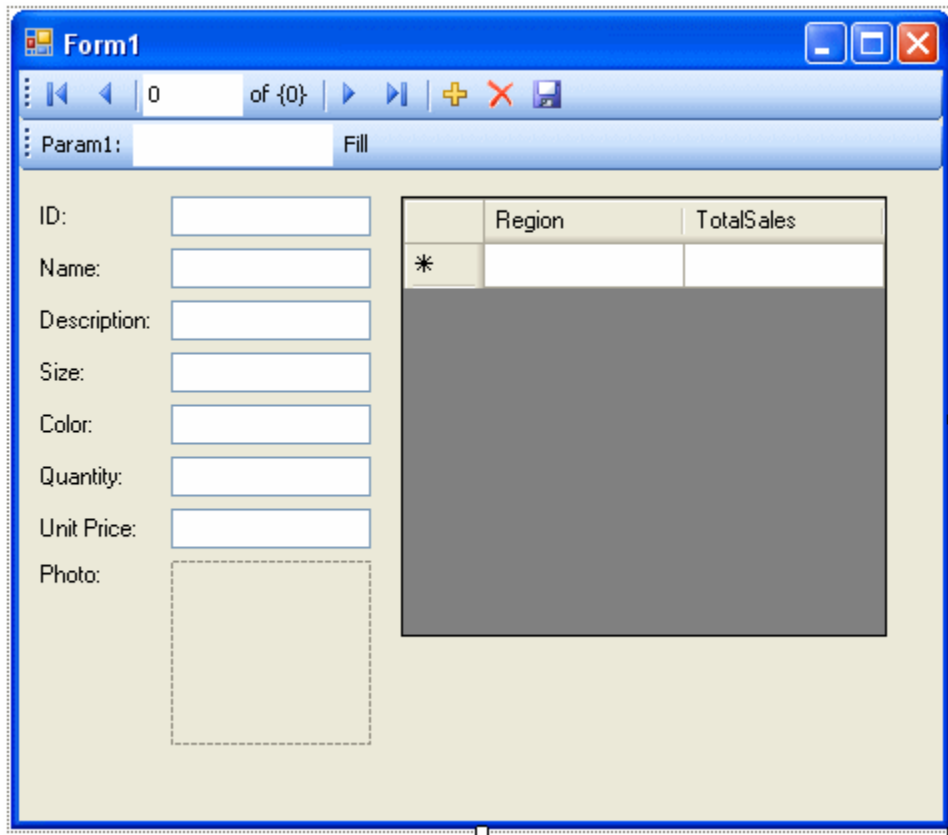 Form1
0 of {0}
Param1: Fill
ID:
Name:
Description:
Size:
Color:
Quantity:
Unit Price:
Photo:
Region TotalSales